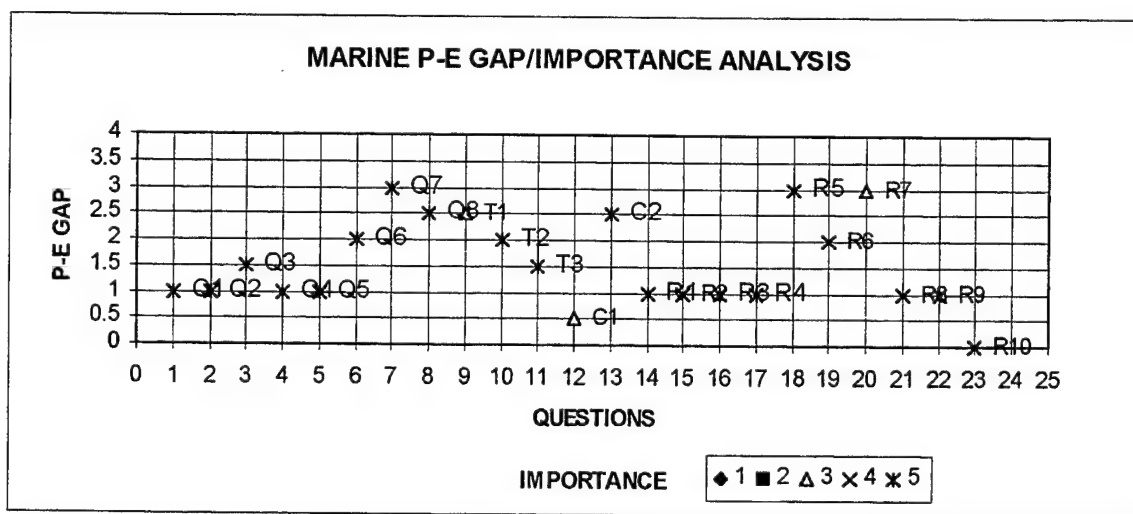 MARINE P-E GAP/IMPORTANCE ANALYSIS
P-E GAP
4
3.5
3
2.5
2
1.5
1
0.5
0
Q7 R5 R7
Q8 T1 C2
Q6 T2 R6
Q3 T3
Q1 Q2 Q4 Q5 R1 R2 R3 R4 R8 R9
C1
R10
0 1 2 3 4 5 6 7 8 9 10 11 12 13 14 15 16 17 18 19 20 21 22 23 24 25
QUESTIONS
IMPORTANCE 1 2 3 4 5